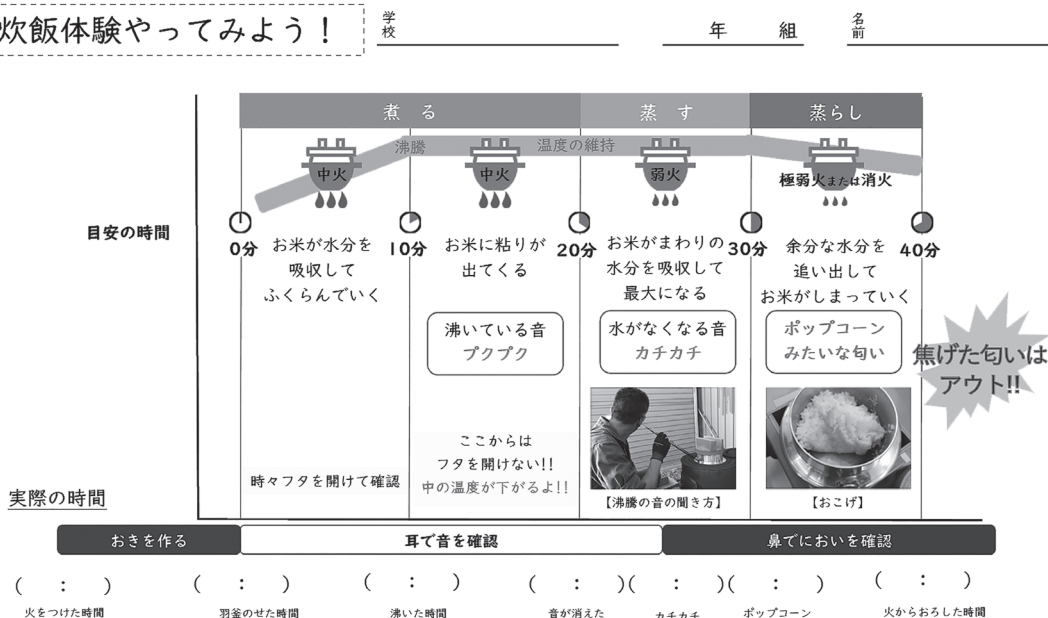 炊飯体験やってみよう！
学校
年 組
名前
煮る
蒸す
蒸らし
沸騰
温度の維持
中火
中火
弱火
極弱火または消火
目安の時間
0分
10分
20分
30分
40分
お米が水分を
吸収して
ふくらんでいく
お米に粘りが
出てくる
お米がまわりの
水分を吸収して
最大になる
余分な水分を
追い出して
お米がしまっていく
沸いている音
プクプク
水がなくなる音
カチカチ
ポップコーン
みたいな匂い
焦げた匂いは
アウト!!
時々フタを開けて確認
ここからは
フタを開けない!!
中の温度が下がるよ!!
【沸騰の音の聞き方】
【おこげ】
実際の時間
おきを作る
耳で音を確認
鼻でにおいを確認
( : )
( : )
( : )
( : )
( : )
( : )
( : )
火をつけた時間
羽釜のせた時間
沸いた時間
音が消えた
カチカチ
ポップコーン
火からおろした時間